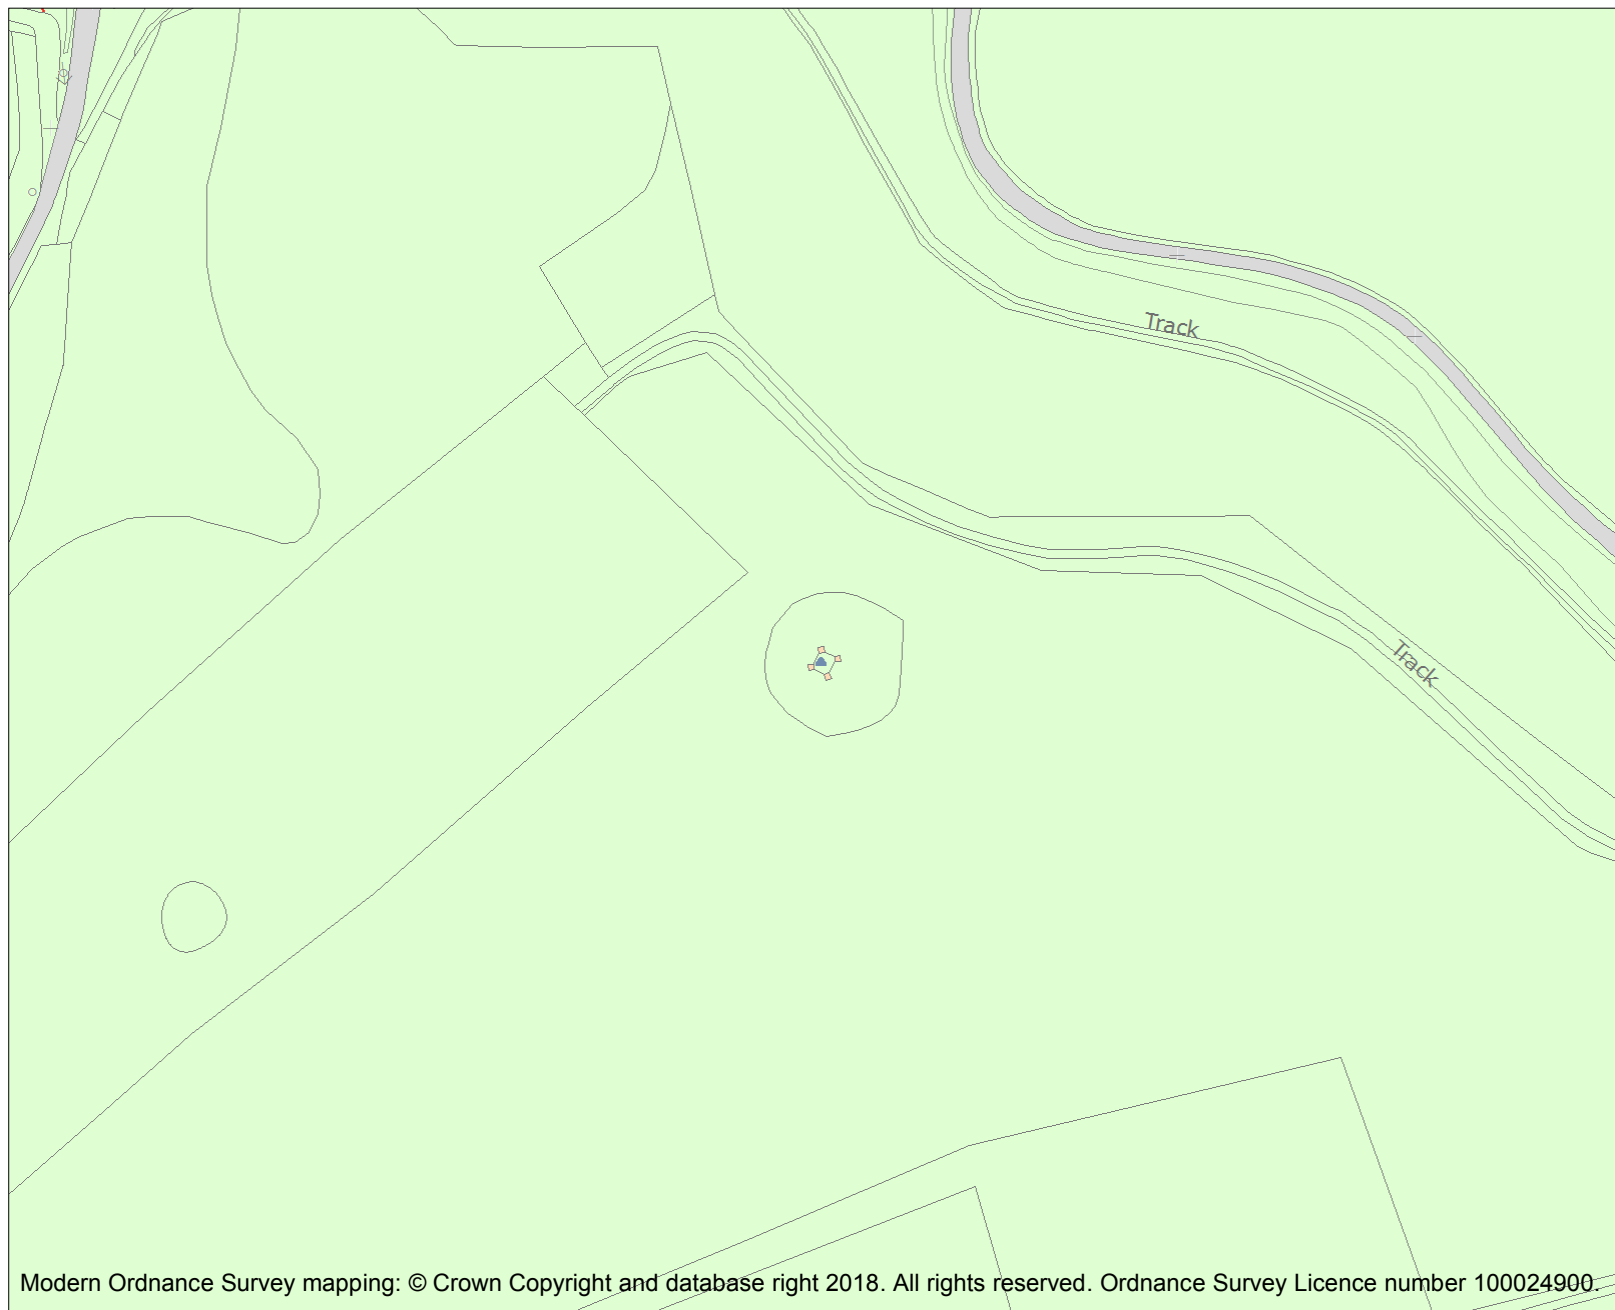 Track
Track
Modern Ordnance Survey mapping: © Crown Copyright and database right 2018. All rights reserved. Ordnance Survey Licence number 100024900.